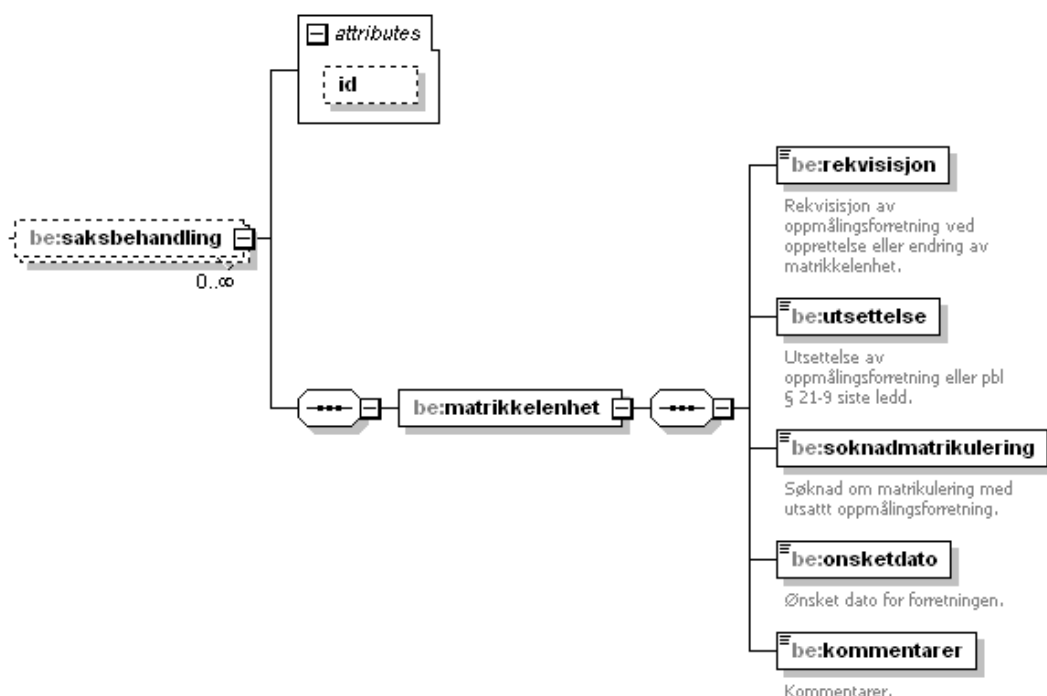 attributes
id
be:saksbehandling
0..∞
be:matrikkelenhet
be:rekvisisjon
Rekvisisjon av
oppmålingsforretning ved
opprettelse eller endring av
matrikkelenhet.
be:utsettelse
Utsettelse av
oppmålingsforretning eller pbl
§ 21-9 siste ledd.
be:soknadmatrikulering
Søknad om matrikulering med
utsattt oppmålingsforretning.
be:onsketdato
Ønsket dato for forretningen.
be:kommentarer
Kommentarer.